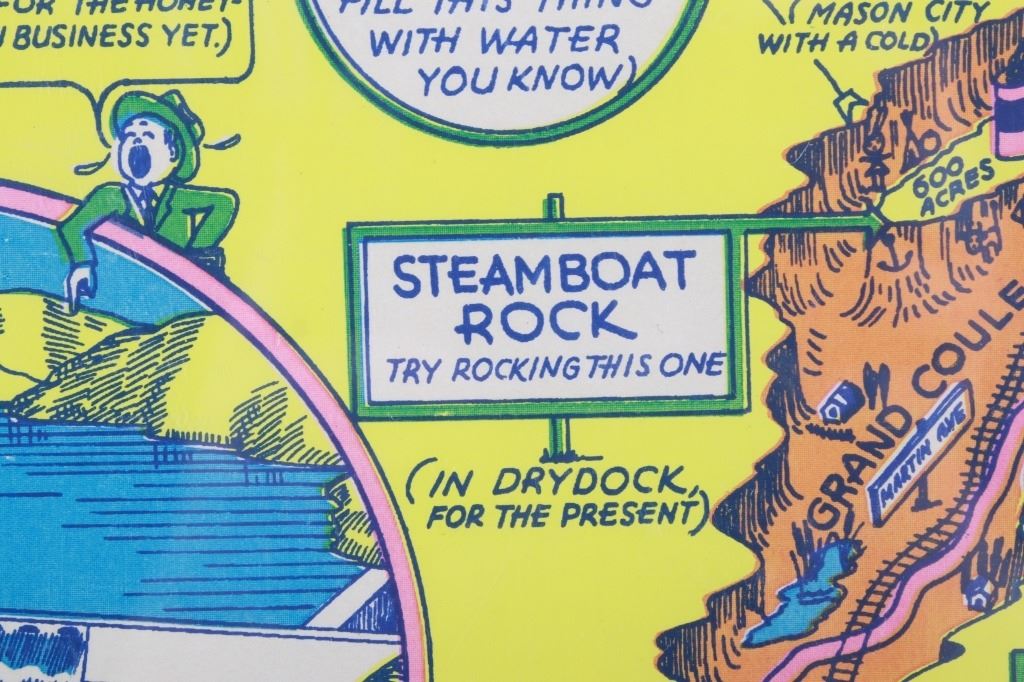 FOR THE HONEY-
BUSINESS YET.)
FILL THIS THING
WITH WATER
YOU KNOW)
MASON CITY
WITH A COLD)
600
ACRES
STEAMBOAT
ROCK
TRY ROCKING THIS ONE
(IN DRYDOCK,
FOR THE PRESENT)
GRAND COULE
MARTIN AVE